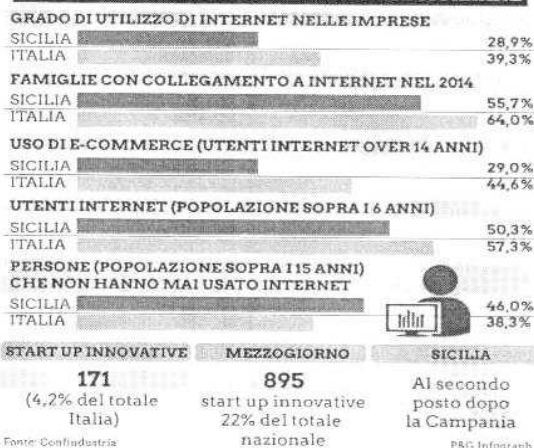 GRADO DI UTILIZZO DI INTERNET NELLE IMPRESE
SICILIA 28,9%
ITALIA 39,3%
FAMIGLIE CON COLLEGAMENTO A INTERNET NEL 2014
SICILIA 55,7%
ITALIA 64,0%
USO DI E-COMMERCE (UTENTI INTERNET OVER 14 ANNI)
SICILIA 29,0%
ITALIA 44,6%
UTENTI INTERNET (POPOLAZIONE SOPRA I 6 ANNI)
SICILIA 50,3%
ITALIA 57,3%
PERSONE (POPOLAZIONE SOPRA I 15 ANNI)
CHE NON HANNO MAI USATO INTERNET
SICILIA 46,0%
ITALIA 38,3%
START UP INNOVATIVE
171
(4,2% del totale
Italia)
MEZZOGIORNO
895
start up innovative
22% del totale
nazionale
SICILIA
Al secondo
posto dopo
la Campania
Fonte: Confindustria
P&G Infograph